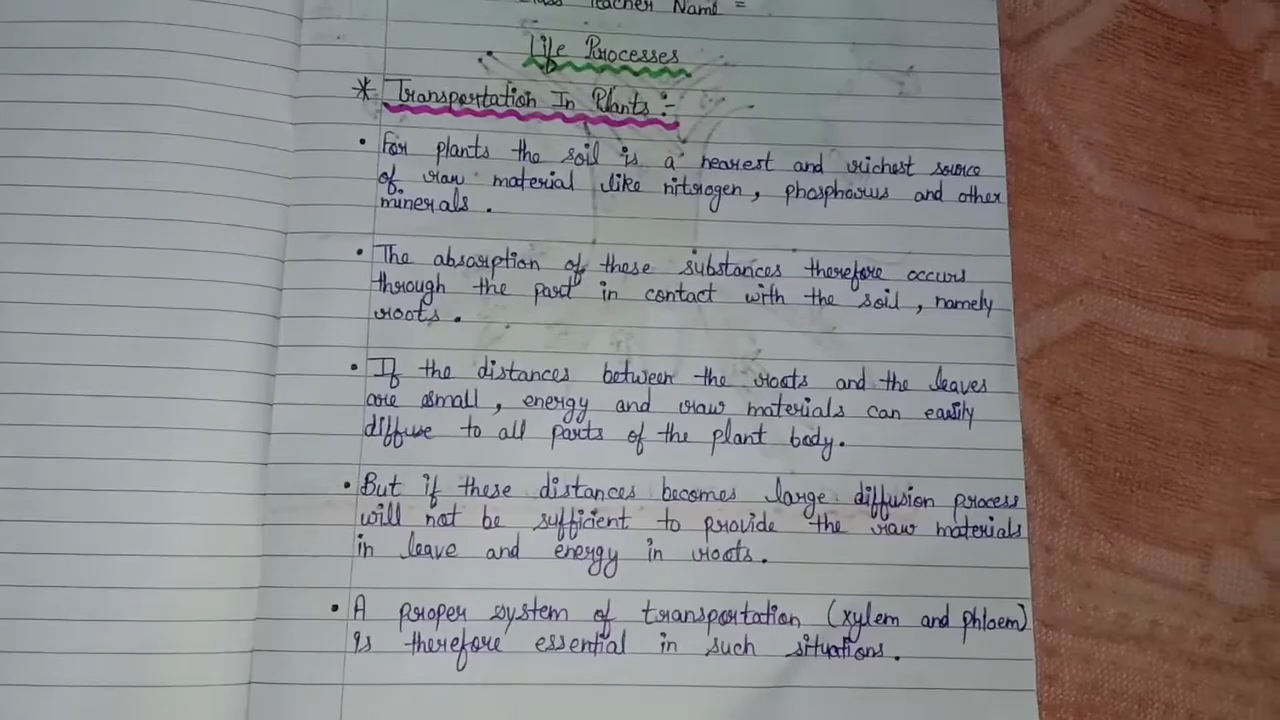 Class Teacher Name =
Life Processes
* Transportation In Plants :-
• For plants the soil is a nearest and richest source
of raw material like nitrogen, phosphorus and other
minerals.
• The absorption of these substances therefore occurs
through the part in contact with the soil, namely
roots.
• If the distances between the roots and the leaves
are small, energy and raw materials can easily
diffuse to all parts of the plant body.
• But if these distances becomes large diffusion process
will not be sufficient to provide the raw materials
in leave and energy in roots.
• A proper system of transportation (xylem and phloem)
is therefore essential in such situations.